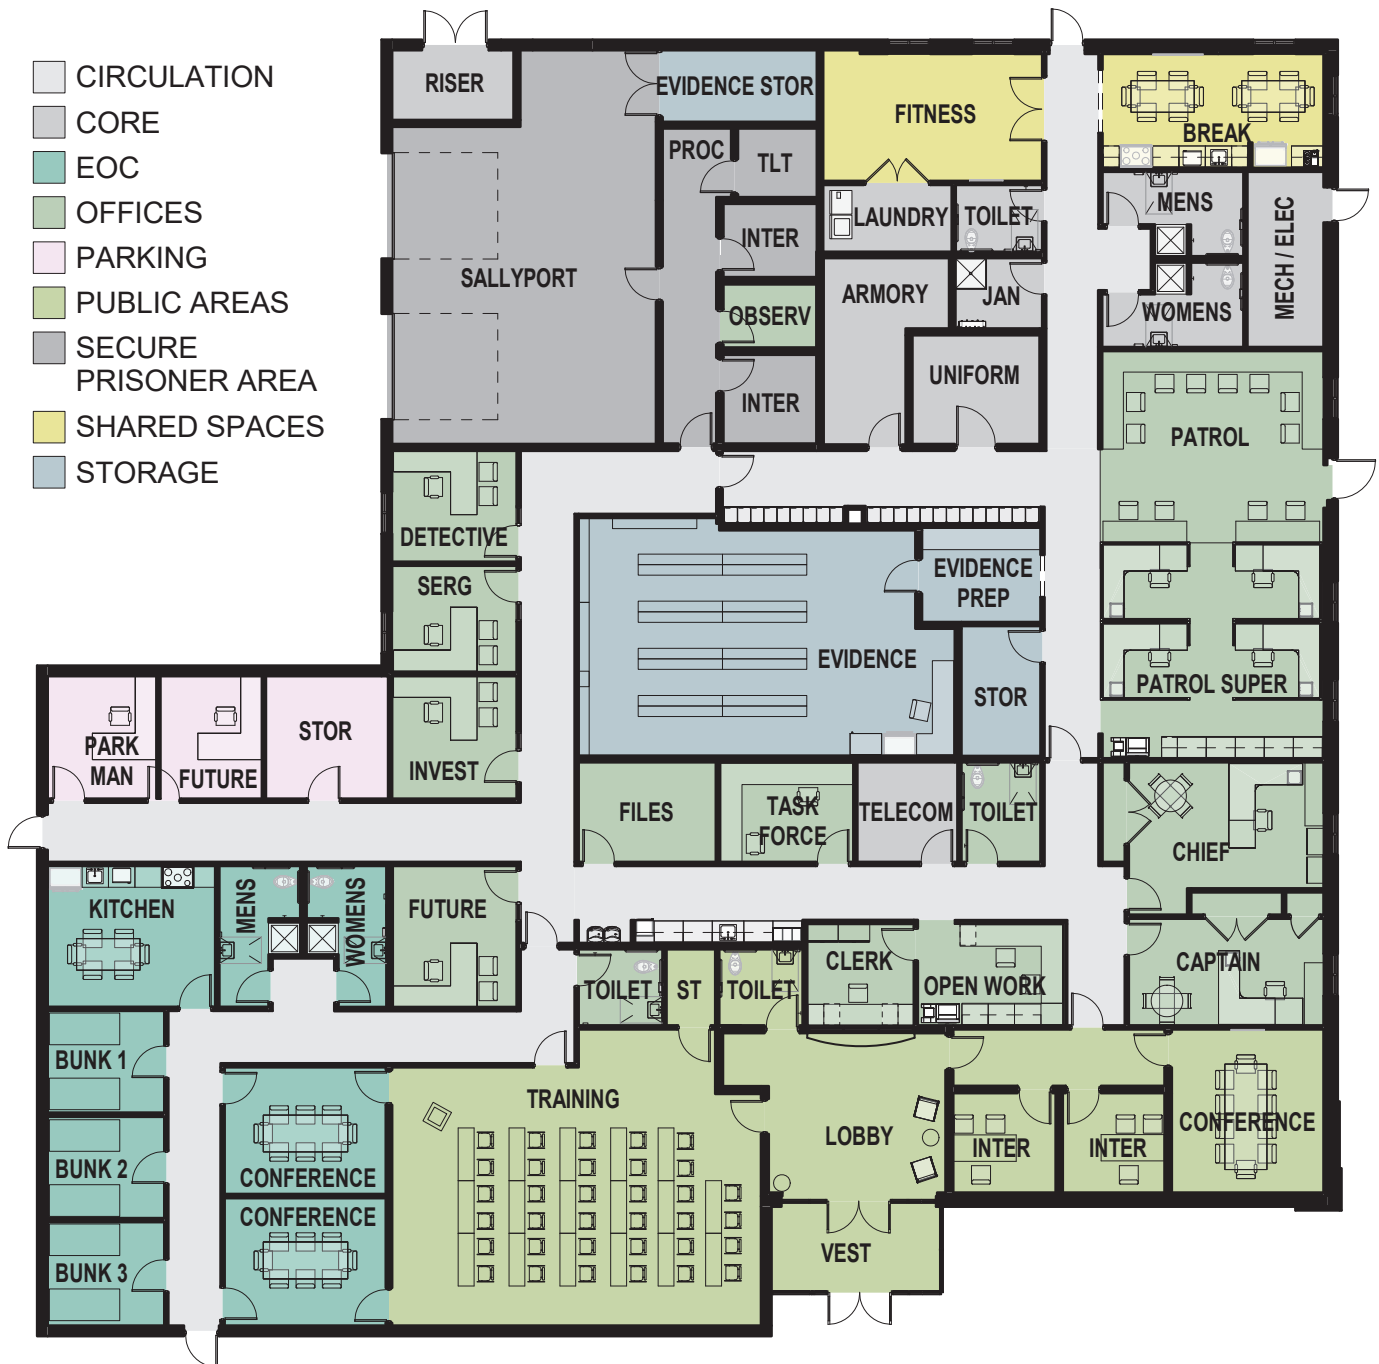 CIRCULATION
CORE
EOC
OFFICES
PARKING
PUBLIC AREAS
SECURE
PRISONER AREA
SHARED SPACES
STORAGE
RISER
EVIDENCE STOR
FITNESS
BREAK
PROC
TLT
LAUNDRY
TOILET
MENS
MECH / ELEC
INTER
SALLYPORT
ARMORY
JAN
WOMENS
OBSERV
UNIFORM
INTER
PATROL
DETECTIVE
SERG
EVIDENCE
PREP
EVIDENCE
STOR
PATROL SUPER
PARK
MAN
FUTURE
STOR
INVEST
FILES
TASK
FORCE
TELECOM
TOILET
CHIEF
KITCHEN
MENS
WOMENS
FUTURE
CLERK
CAPTAIN
TOILET
ST
TOILET
OPEN WORK
BUNK 1
TRAINING
LOBBY
INTER
INTER
CONFERENCE
BUNK 2
CONFERENCE
CONFERENCE
VEST
BUNK 3